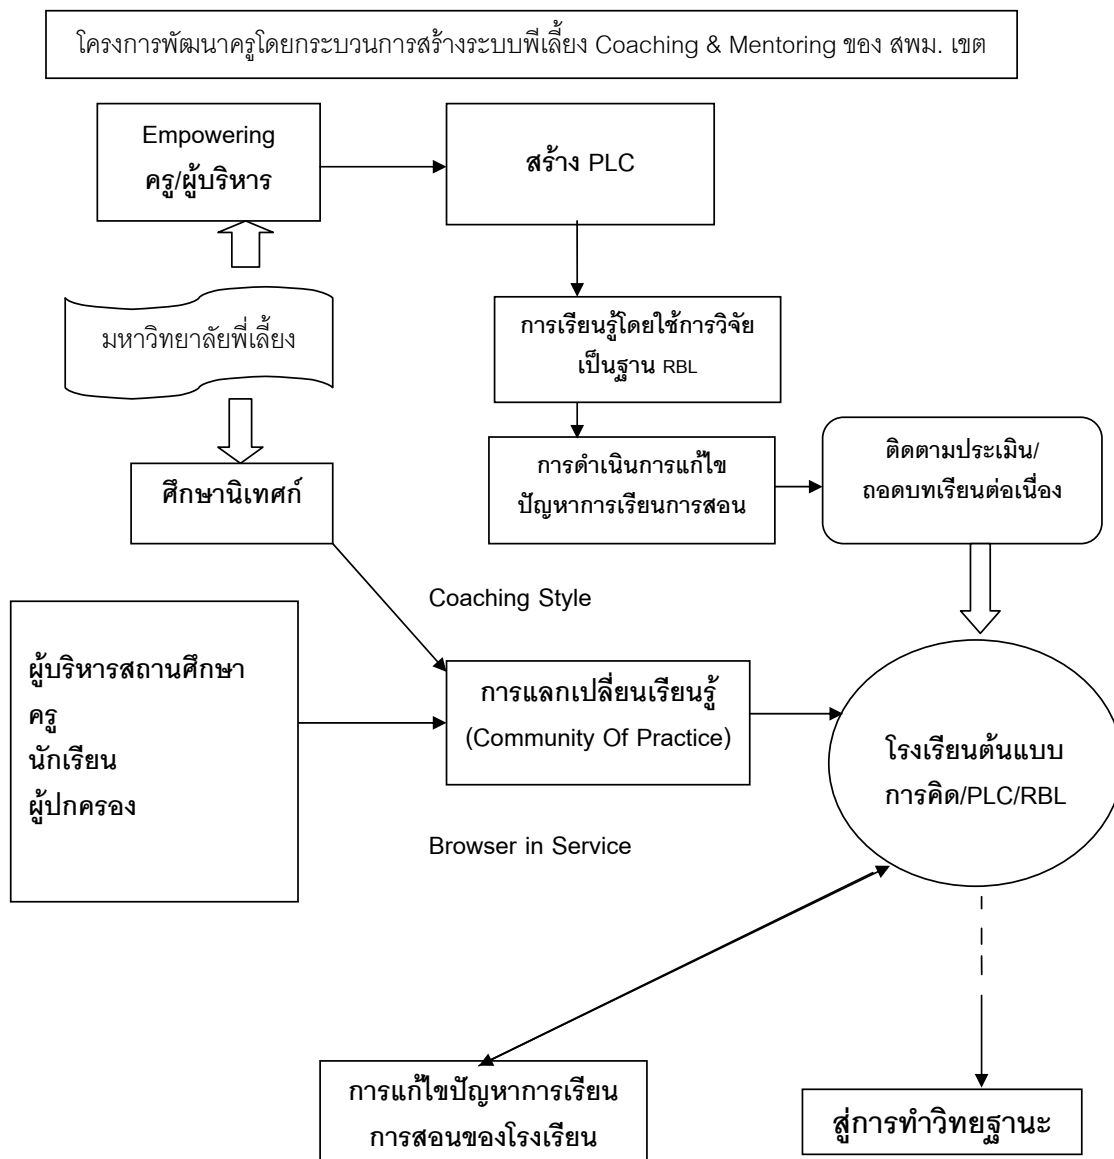 โครงการพัฒนาครูโดยกระบวนการสร้างระบบพีเลี้ยง Coaching & Mentoring ของ สพม. เขต
Empowering
ครู/ผู้บริหาร
สร้าง PLC
มหาวิทยาลัยพี่เลี้ยง
การเรียนรู้โดยใช้การวิจัย
เป็นฐาน RBL
ศึกษานิเทศก์
การดำเนินการแก้ไข
ปัญหาการเรียนการสอน
ติดตามประเมิน/
ถอดบทเรียนต่อเนื่อง
Coaching Style
ผู้บริหารสถานศึกษา
ครู
นักเรียน
ผู้ปกครอง
การแลกเปลี่ยนเรียนรู้
(Community Of Practice)
โรงเรียนต้นแบบ
การคิด/PLC/RBL
Browser in Service
การแก้ไขปัญหาการเรียน
การสอนของโรงเรียน
สู่การทำวิทยฐานะ